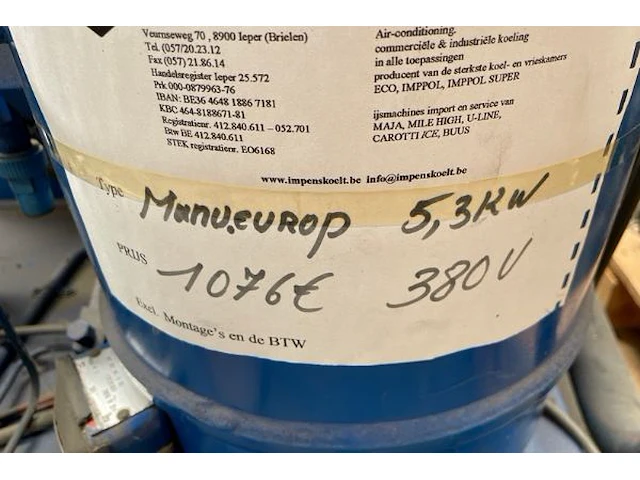 Veurnseweg 70 , 8900 Ieper (Brielen)
Tel. (057/20.23.12
Fax (057) 21.86.14
Handelsregister Ieper 25.572
Prk 000-0879963-76
IBAN: BE36 4648 1886 7181
KBC 464-8188671-81
Registratienr. 412.840.611 – 052.701
Btw BE 412.840.611
STEK registratienr. EO6168
Air-conditioning.
commerciële & industriële koeling
in alle toepassingen
producent van de sterkste koel- en vrieskamers
ECO, IMPPOL, IMPPOL SUPER
ijsmachines import en service van
MAJA, MILE HIGH, U-LINE,
CAROTTI ICE, BUUS
www.impenskoelt.be info@impenskoelt.be
Type Manv.europ 5,3KW
PRIJS 1076€ 380V
Excl. Montage's en de BTW